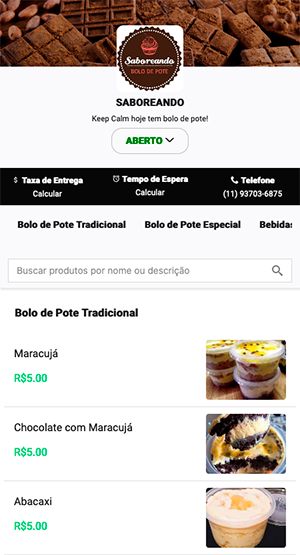 Saboreando
BOLO DE POTE
SABOREANDO
Keep Calm hoje tem bolo de pote!
ABERTO
$ Taxa de Entrega
Calcular
Tempo de Espera
Calcular
Telefone
(11) 93703-6875
Bolo de Pote Tradicional
Bolo de Pote Especial
Bebidas
Buscar produtos por nome ou descrição
Bolo de Pote Tradicional
Maracujá
R$5.00
Chocolate com Maracujá
R$5.00
Abacaxi
R$5.00